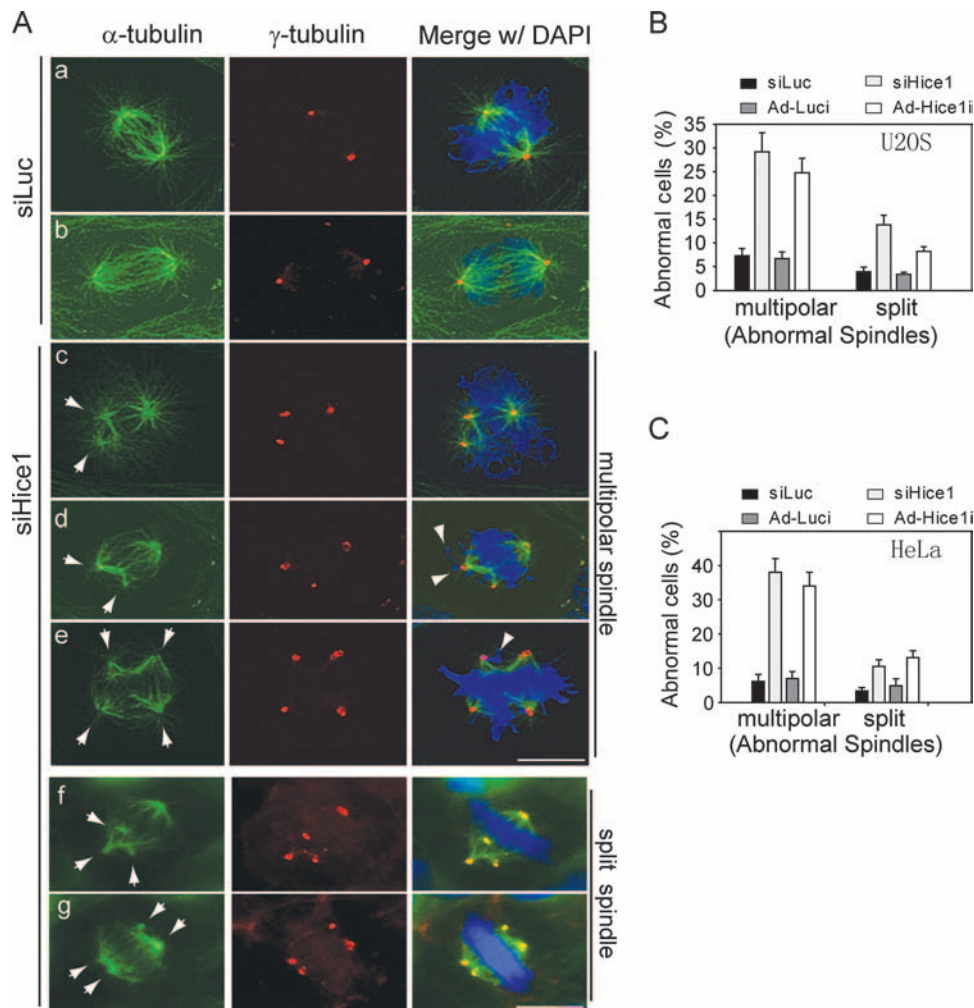 A
α-tubulin
γ-tubulin
Merge w/ DAPI
siLuc
a
b
siHice1
c
d
e
multipolar spindle
f
g
split spindle
B
siLuc
siHice1
Ad-Luci
Ad-Hice1i
Abnormal cells (%)
35
30
25
20
15
10
5
0
U2OS
multipolar
split
(Abnormal Spindles)
C
siLuc
siHice1
Ad-Luci
Ad-Hice1i
Abnormal cells (%)
40
30
20
10
0
HeLa
multipolar
split
(Abnormal Spindles)